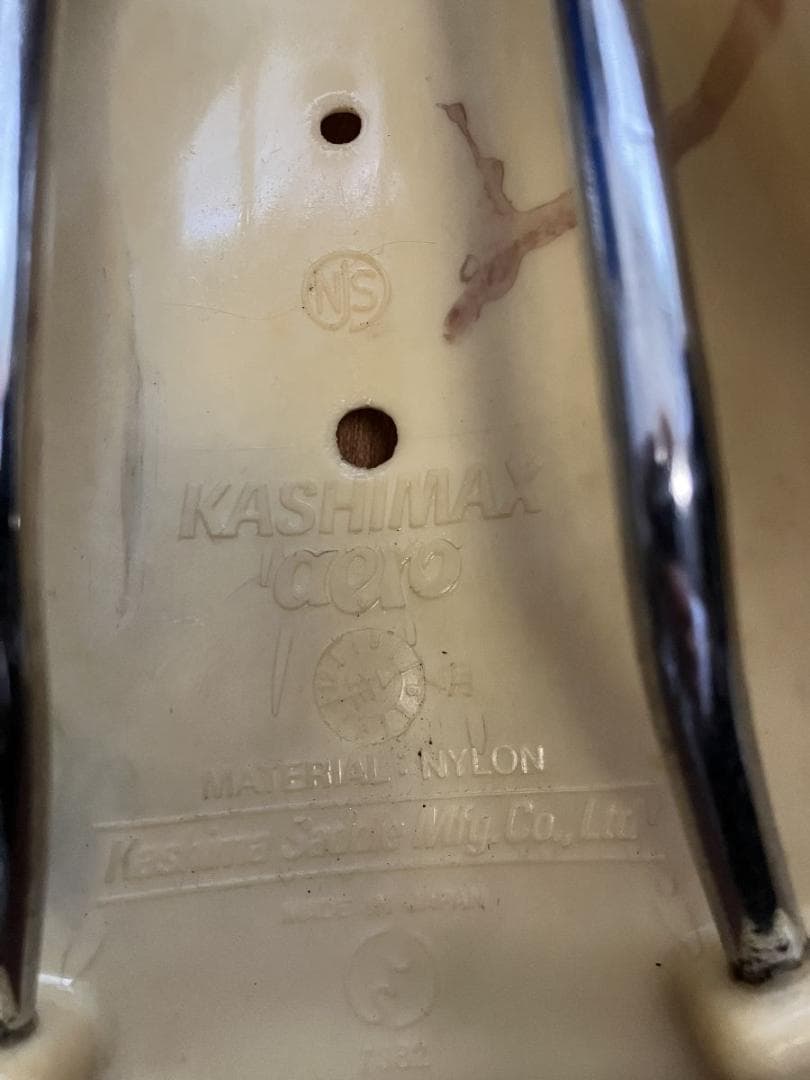 NJS
KASHIMAX
aero
H
MATERIAL-NYLON
Kashima Saddle Mfg. Co., Ltd.
MADE IN JAPAN